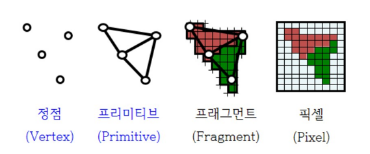 정점 프리미티브 프래그먼트 픽셀
(Vertex) (Primitive) (Fragment) (Pixel)